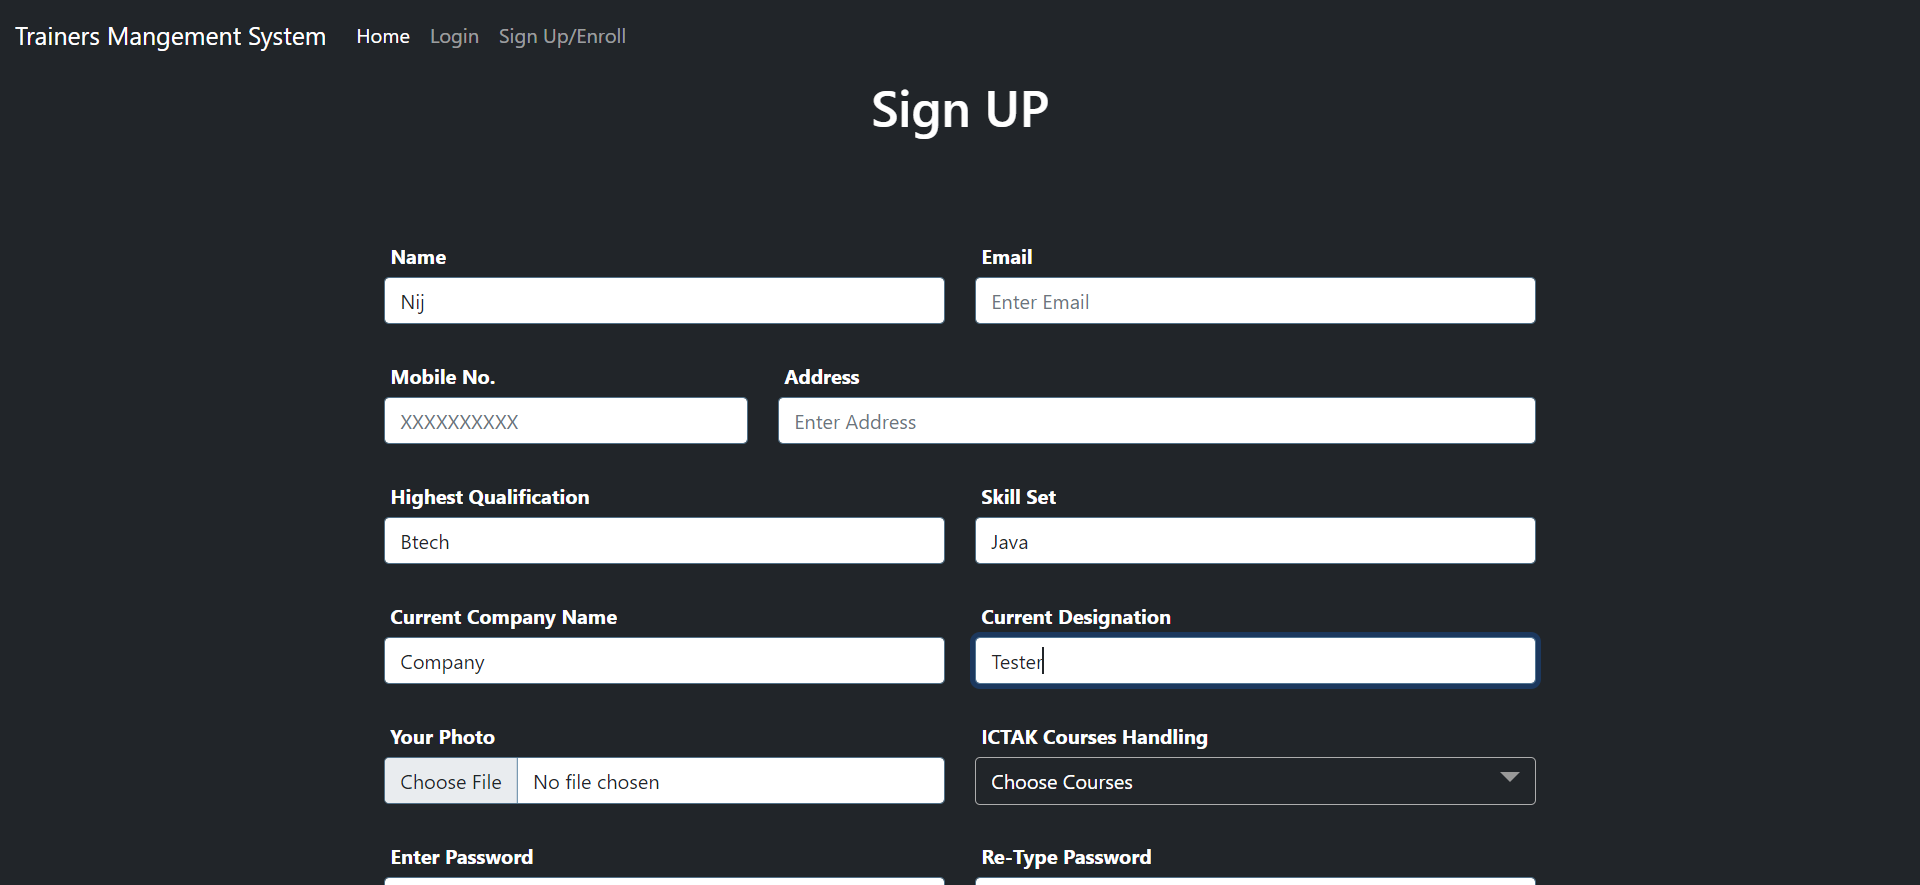 Trainers Mangement System Home Login Sign Up/Enroll
Sign UP
Name Email
Nij Enter Email
Mobile No. Address
XXXXXXXXXX Enter Address
Highest Qualification Skill Set
Btech Java
Current Company Name Current Designation
Company Tester
Your Photo ICTAK Courses Handling
Choose File No file chosen Choose Courses
Enter Password Re-Type Password